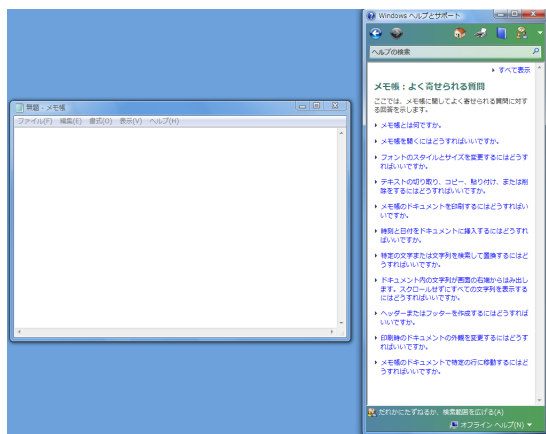 無題 - メモ帳
ファイル(F) 編集(E) 書式(O) 表示(V) ヘルプ(H)
Windows ヘルプとサポート
ヘルプの検索
すべて表示
メモ帳：よく寄せられる質問
ここでは、メモ帳に関してよく寄せられる質問に対す
る回答を示します。
メモ帳とは何ですか。
メモ帳を開くにはどうすればいいですか。
フォントのスタイルとサイズを変更するにはどうす
ればいいですか。
テキストの切り取り、コピー、貼り付け、または削
除をするにはどうすればいいですか。
メモ帳のドキュメントを印刷するにはどうすればい
いですか。
時刻と日付をドキュメントに挿入するにはどうすれ
ばいいですか。
特定の文字または文字列を検索して置換するにはど
うすればいいですか。
ドキュメント内の文字列が画面の右端からはみ出し
ます。スクロールせずにすべての文字列を表示する
にはどうすればいいですか。
ヘッダーまたはフッターを作成するにはどうすれば
いいですか。
印刷時のドキュメントの外観を変更するにはどうす
ればいいですか。
メモ帳のドキュメントで特定の行に移動するにはど
うすればいいですか。
だれかにたずねるか、検索範囲を広げる(A)
オフライン ヘルプ(N)